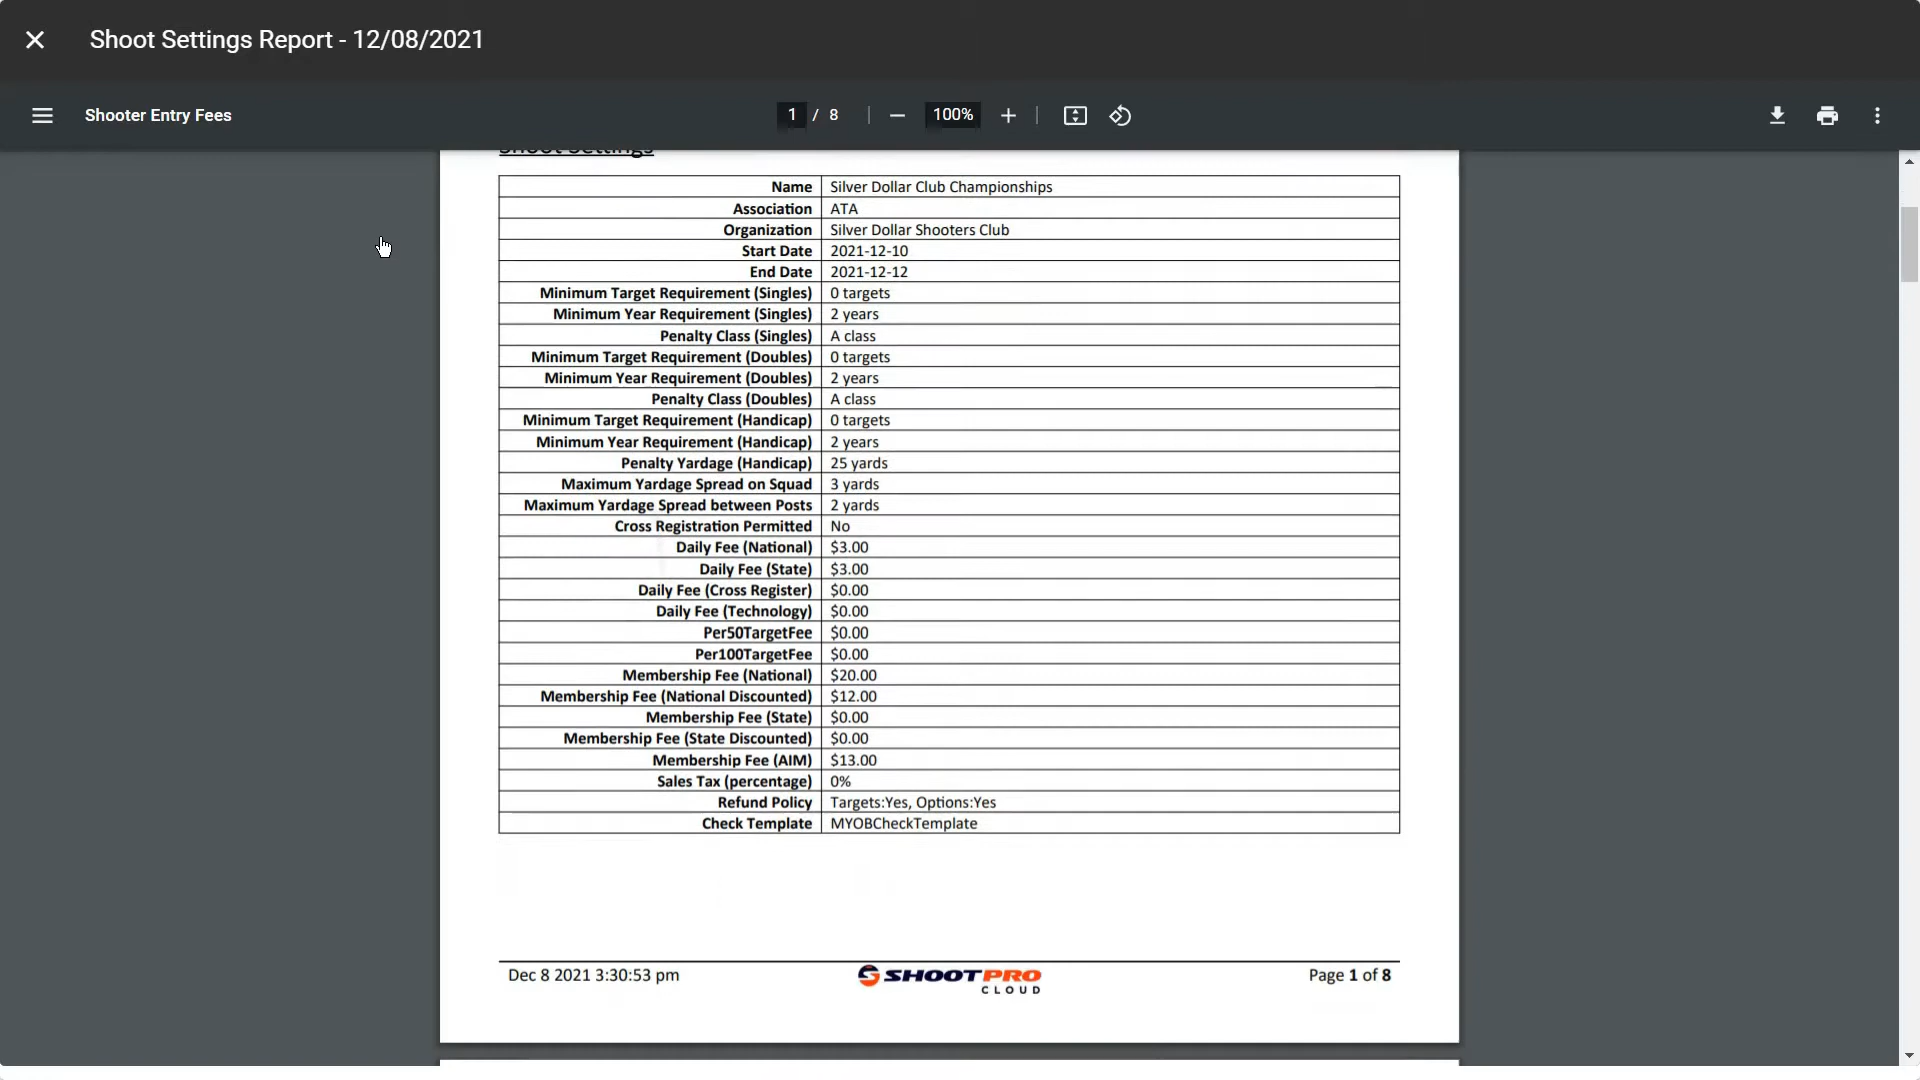 Shoot Settings Report - 12/08/2021
Shooter Entry Fees
1 / 8
100%
Shoot Settings
Name Silver Dollar Club Championships
Association ATA
Organization Silver Dollar Shooters Club
Start Date 2021-12-10
End Date 2021-12-12
Minimum Target Requirement (Singles) 0 targets
Minimum Year Requirement (Singles) 2 years
Penalty Class (Singles) A class
Minimum Target Requirement (Doubles) 0 targets
Minimum Year Requirement (Doubles) 2 years
Penalty Class (Doubles) A class
Minimum Target Requirement (Handicap) 0 targets
Minimum Year Requirement (Handicap) 2 years
Penalty Yardage (Handicap) 25 yards
Maximum Yardage Spread on Squad 3 yards
Maximum Yardage Spread between Posts 2 yards
Cross Registration Permitted No
Daily Fee (National) $3.00
Daily Fee (State) $3.00
Daily Fee (Cross Register) $0.00
Daily Fee (Technology) $0.00
Per50TargetFee $0.00
Per100TargetFee $0.00
Membership Fee (National) $20.00
Membership Fee (National Discounted) $12.00
Membership Fee (State) $0.00
Membership Fee (State Discounted) $0.00
Membership Fee (AIM) $13.00
Sales Tax (percentage) 0%
Refund Policy Targets:Yes, Options:Yes
Check Template MYOBCheckTemplate
Dec 8 2021 3:30:53 pm
SHOOTPRO
CLOUD
Page 1 of 8